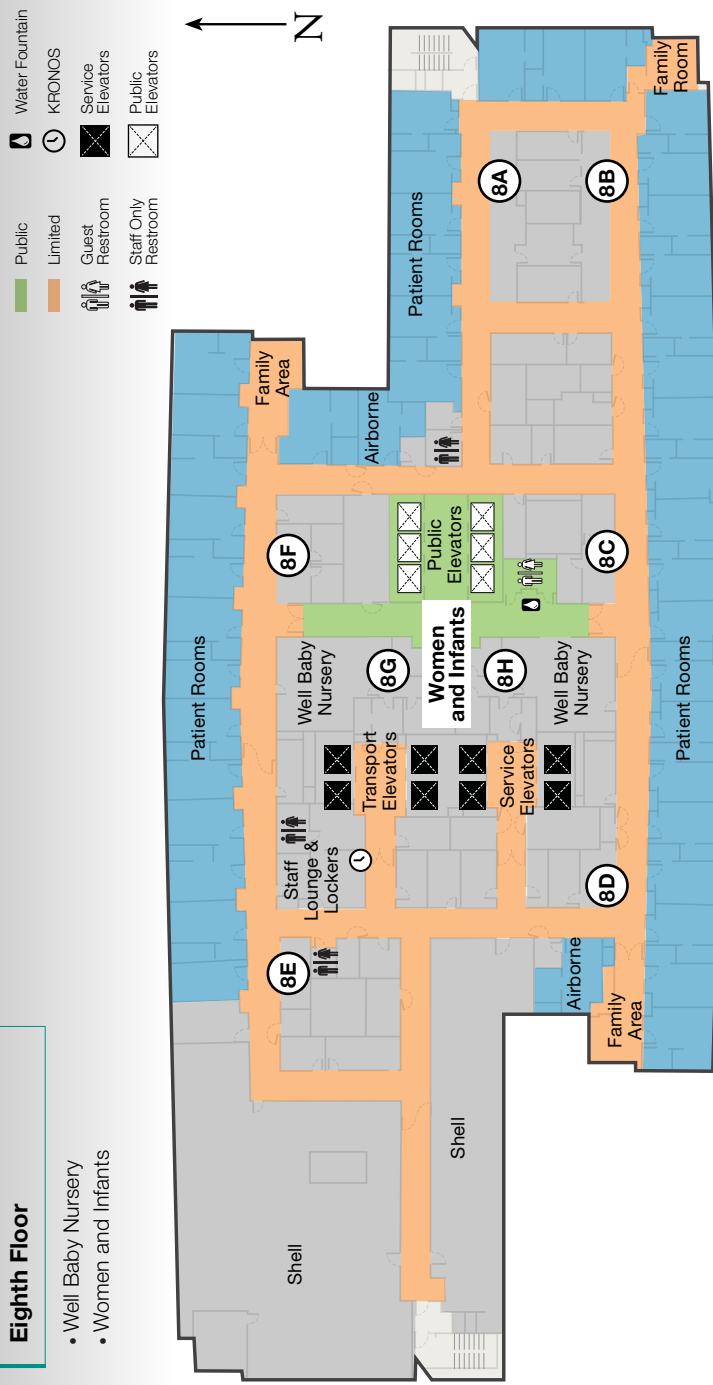 Eighth Floor
• Well Baby Nursery
• Women and Infants
Public
Limited
Guest
Restroom
Staff Only
Restroom
Water Fountain
KRONOS
Service
Elevators
Public
Elevators
N
Shell
Patient Rooms
Family
Area
8E
Staff
Lounge &
Lockers
Well Baby
Nursery
8F
Airborne
Patient Rooms
Transport
Elevators
8G
Public
Elevators
Women
and Infants
8A
Shell
Service
Elevators
8H
Well Baby
Nursery
Airborne
8D
8C
8B
Family
Area
Family
Room
Patient Rooms